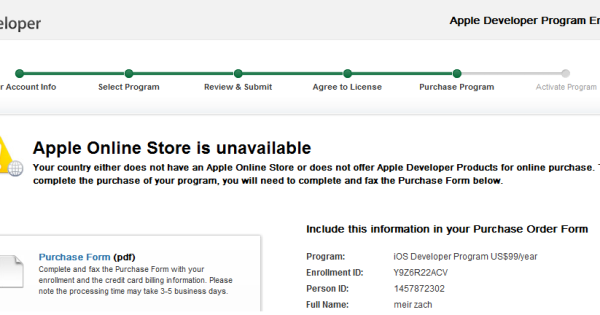 eloper
Apple Developer Program En
r Account Info
Select Program
Review & Submit
Agree to License
Purchase Program
Activate Program
Apple Online Store is unavailable
Your country either does not have an Apple Online Store or does not offer Apple Developer Products for online purchase. T
complete the purchase of your program, you will need to complete and fax the Purchase Form below.
Purchase Form (pdf)
Complete and fax the Purchase Form with your
enrollment and the credit card billing information. Please
note the processing time may take 3-5 business days.
Include this information in your Purchase Order Form
Program: iOS Developer Program US$99/year
Enrollment ID: Y9Z6R22ACV
Person ID: 1457872302
Full Name: meir zach